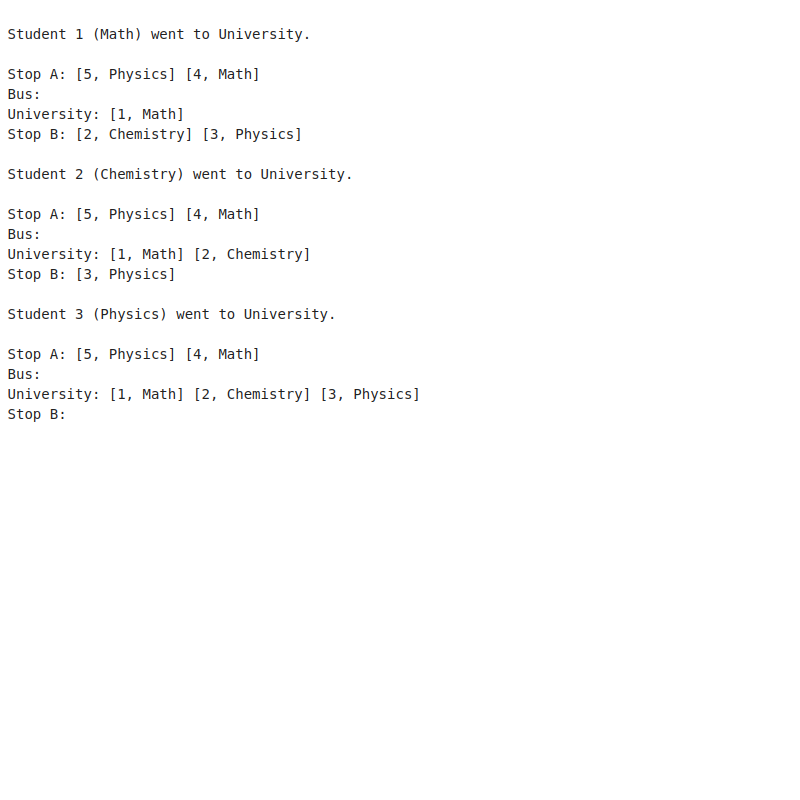 Student 1 (Math) went to University.
Stop A: [5, Physics] [4, Math]
Bus:
University: [1, Math]
Stop B: [2, Chemistry] [3, Physics]
Student 2 (Chemistry) went to University.
Stop A: [5, Physics] [4, Math]
Bus:
University: [1, Math] [2, Chemistry]
Stop B: [3, Physics]
Student 3 (Physics) went to University.
Stop A: [5, Physics] [4, Math]
Bus:
University: [1, Math] [2, Chemistry] [3, Physics]
Stop B: